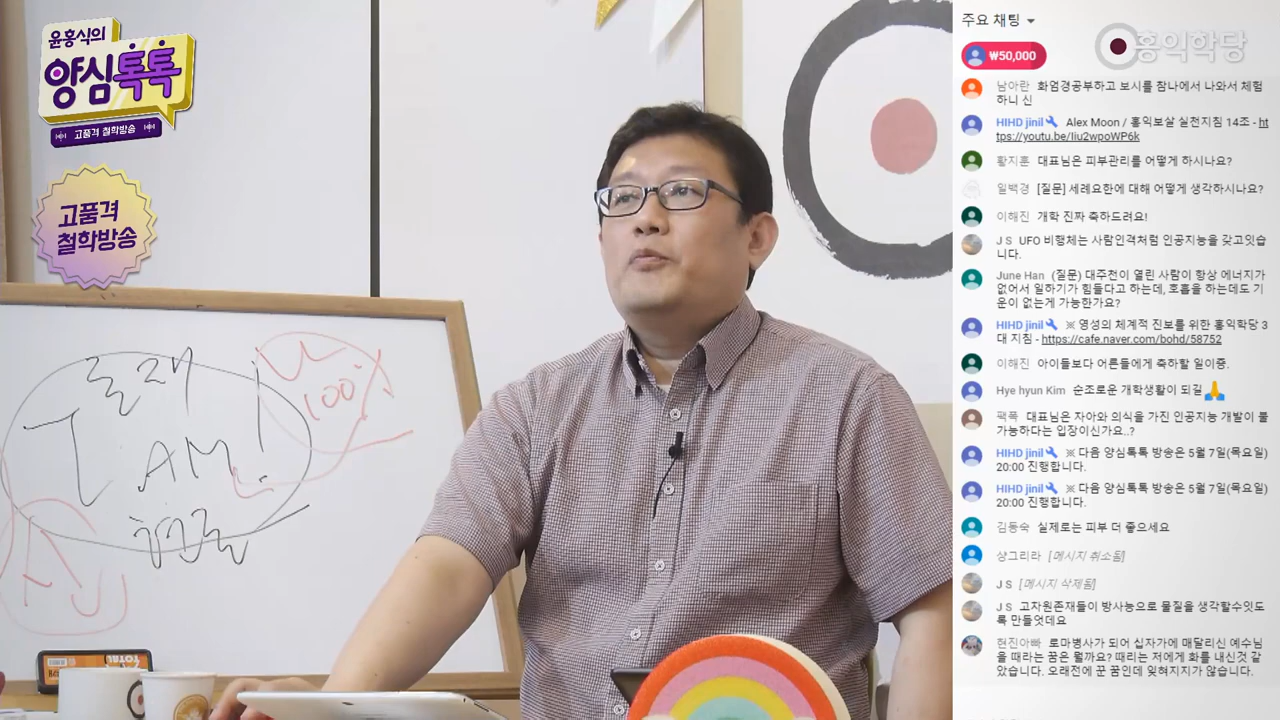 윤홍식의
양심톡톡
고품격 철학방송
고품격
철학방송
I AM
100%
주요 채팅
홍익학당
₩50,000
남아란 화엄경공부하고 보시를 참나에서 나와서 체험
하니 신
HIHD jinil Alex Moon / 홍익보살 실천지침 14조 - ht
tps://youtu.be/Iiu2wpoWP6k
황지훈 대표님은 피부관리를 어떻게 하시나요?
일백경 [질문] 세례요한에 대해 어떻게 생각하시나요?
이해진 개학 진짜 축하드려요!
J S UFO 비행체는 사람인격처럼 인공지능을 갖고잇습
니다.
June Han (질문) 대주천이 열린 사람이 항상 에너지가
없어서 일하기가 힘들다고 하는데, 호흡을 하는데도 기
운이 없는게 가능한가요?
HIHD jinil ※ 영성의 체계적 진보를 위한 홍익학당 3
대 지침 - https://cafe.naver.com/bohd/58752
이해진 아이들보다 어른들에게 축하할 일이쥼.
Hye hyun Kim 순조로운 개학생활이 되길🙏
팩폭 대표님은 자아와 의식을 가진 인공지능 개발이 불
가능하다는 입장이신가요..?
HIHD jinil ※ 다음 양심톡톡 방송은 5월 7일(목요일)
20:00 진행합니다.
HIHD jinil ※ 다음 양심톡톡 방송은 5월 7일(목요일)
20:00 진행합니다.
김동숙 실제로는 피부 더 좋으세요
샹그리라 [메시지 취소됨]
J S [메시지 삭제됨]
J S 고차원존재들이 방사능으로 물질을 생각할수잇도
록 만들엇데요
현진아빠 로마병사가 되어 십자가에 매달리신 예수님
을 때라는 꿈은 뭘까요? 때리는 저에게 화를 내신것 같
았습니다. 오래전에 꾼 꿈인데 잊혀지지가 않습니다.